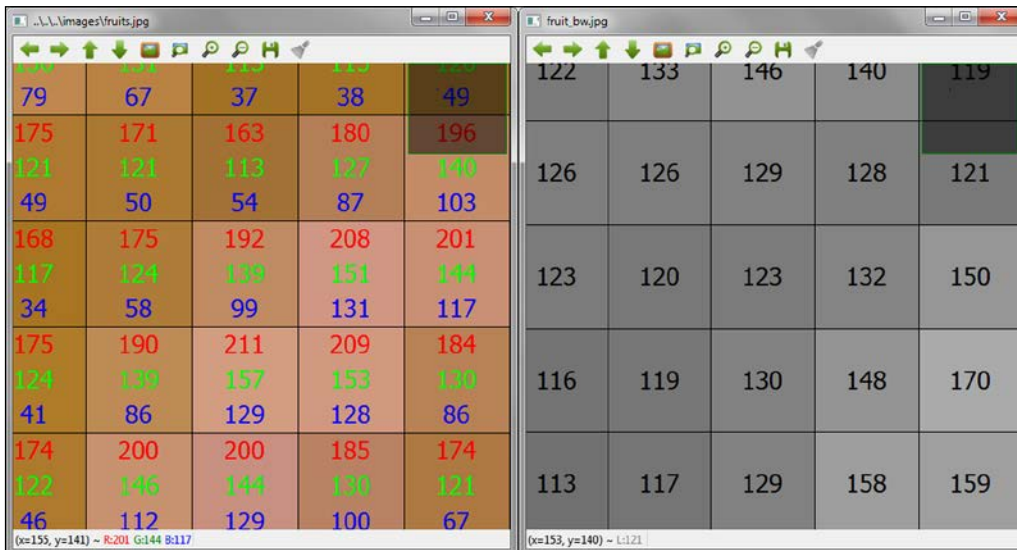 ..\..\..\images\fruits.jpg
79 67 37 38 49
175 171 163 180 196
121 121 113 127 140
49 50 54 87 103
168 175 192 208 201
117 124 139 151 144
34 58 99 131 117
175 190 211 209 184
124 139 157 153 130
41 86 129 128 86
174 200 200 185 174
122 146 144 130 121
46 112 129 100 67
(x=155, y=141) ~ R:201 G:144 B:117
fruit_bw.jpg
122 133 146 140 119
126 126 129 128 121
123 120 123 132 150
116 119 130 148 170
113 117 129 158 159
(x=153, y=140) ~ L:121